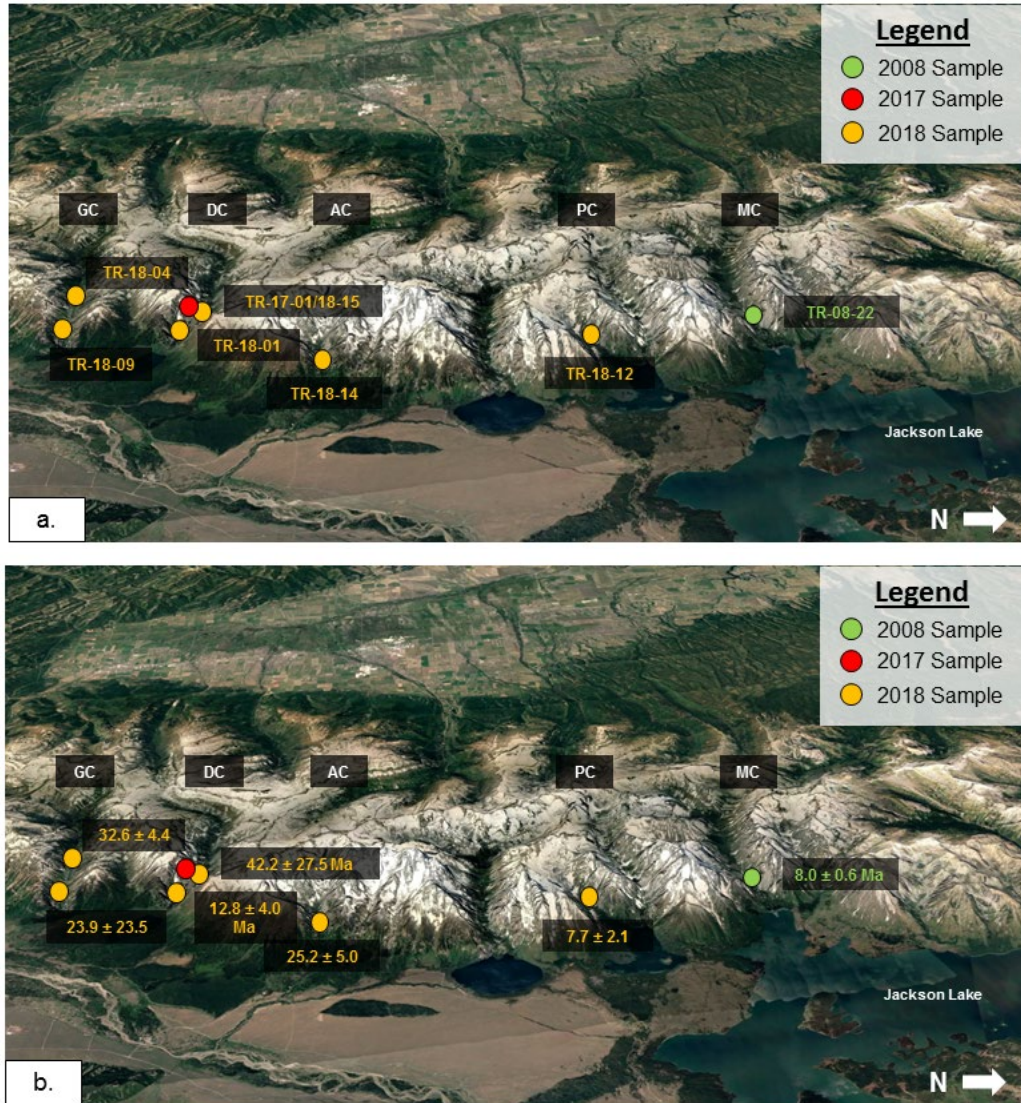 Legend
2008 Sample
2017 Sample
2018 Sample
GC
DC
AC
PC
MC
TR-18-04
TR-17-01/18-15
TR-08-22
TR-18-01
TR-18-09
TR-18-14
TR-18-12
Jackson Lake
a.
N
Legend
2008 Sample
2017 Sample
2018 Sample
GC
DC
AC
PC
MC
32.6 ± 4.4
42.2 ± 27.5 Ma
8.0 ± 0.6 Ma
12.8 ± 4.0
Ma
23.9 ± 23.5
25.2 ± 5.0
7.7 ± 2.1
Jackson Lake
b.
N